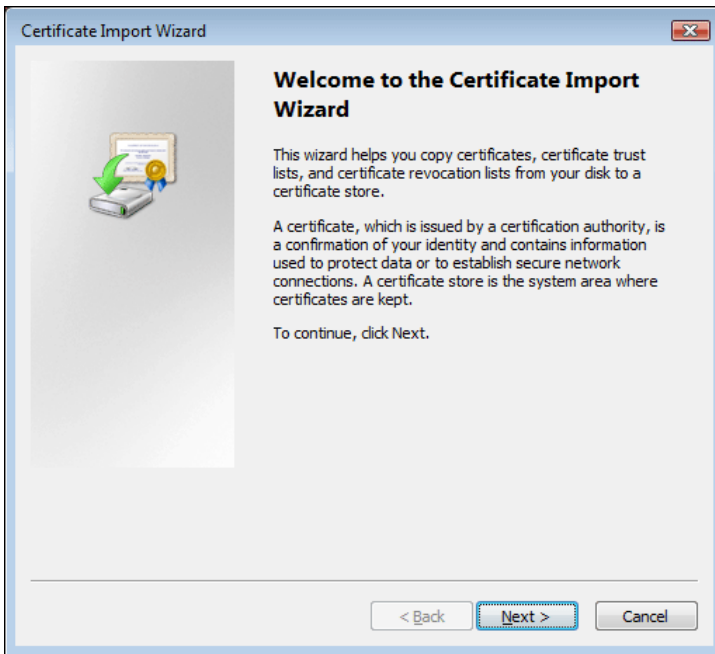 Certificate Import Wizard
Welcome to the Certificate Import
Wizard
This wizard helps you copy certificates, certificate trust
lists, and certificate revocation lists from your disk to a
certificate store.
A certificate, which is issued by a certification authority, is
a confirmation of your identity and contains information
used to protect data or to establish secure network
connections. A certificate store is the system area where
certificates are kept.
To continue, click Next.
< Back
Next >
Cancel